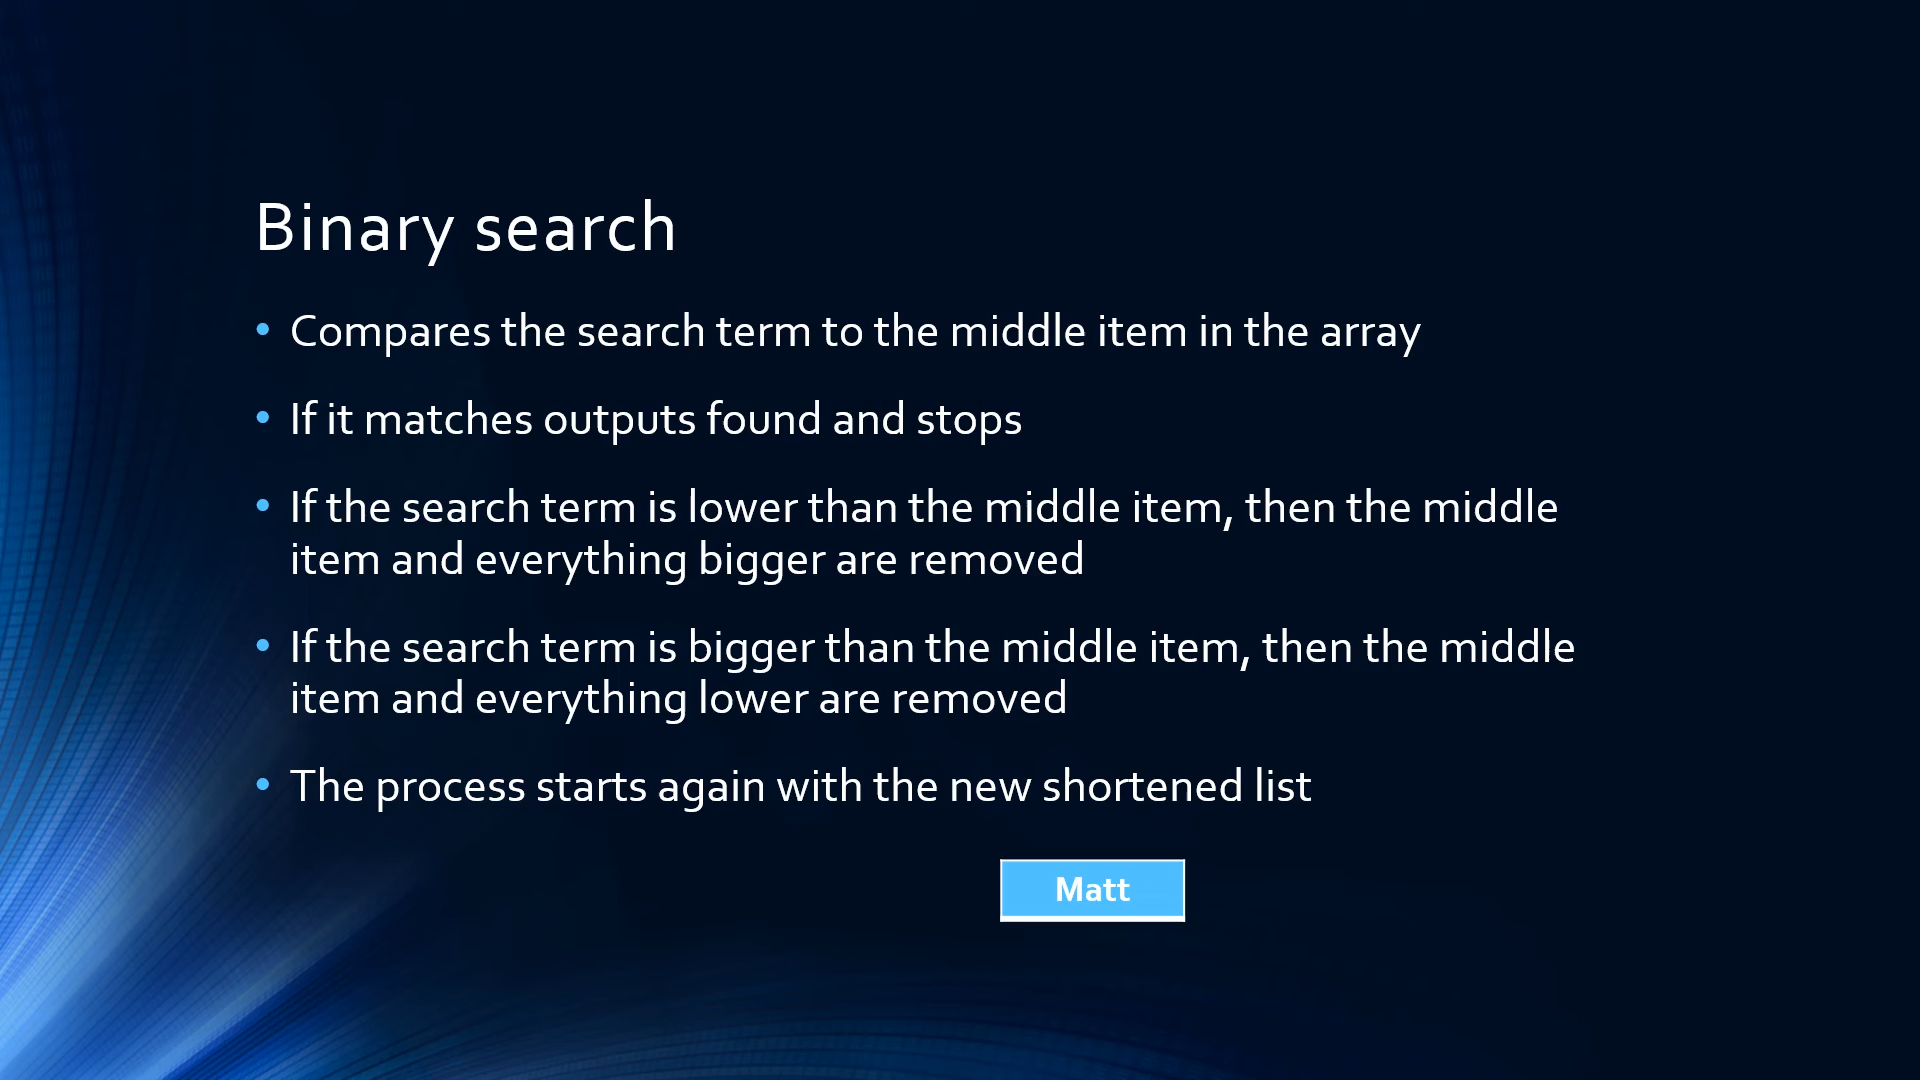 Binary search
• Compares the search term to the middle item in the array
• If it matches outputs found and stops
• If the search term is lower than the middle item, then the middle
item and everything bigger are removed
• If the search term is bigger than the middle item, then the middle
item and everything lower are removed
• The process starts again with the new shortened list
Matt